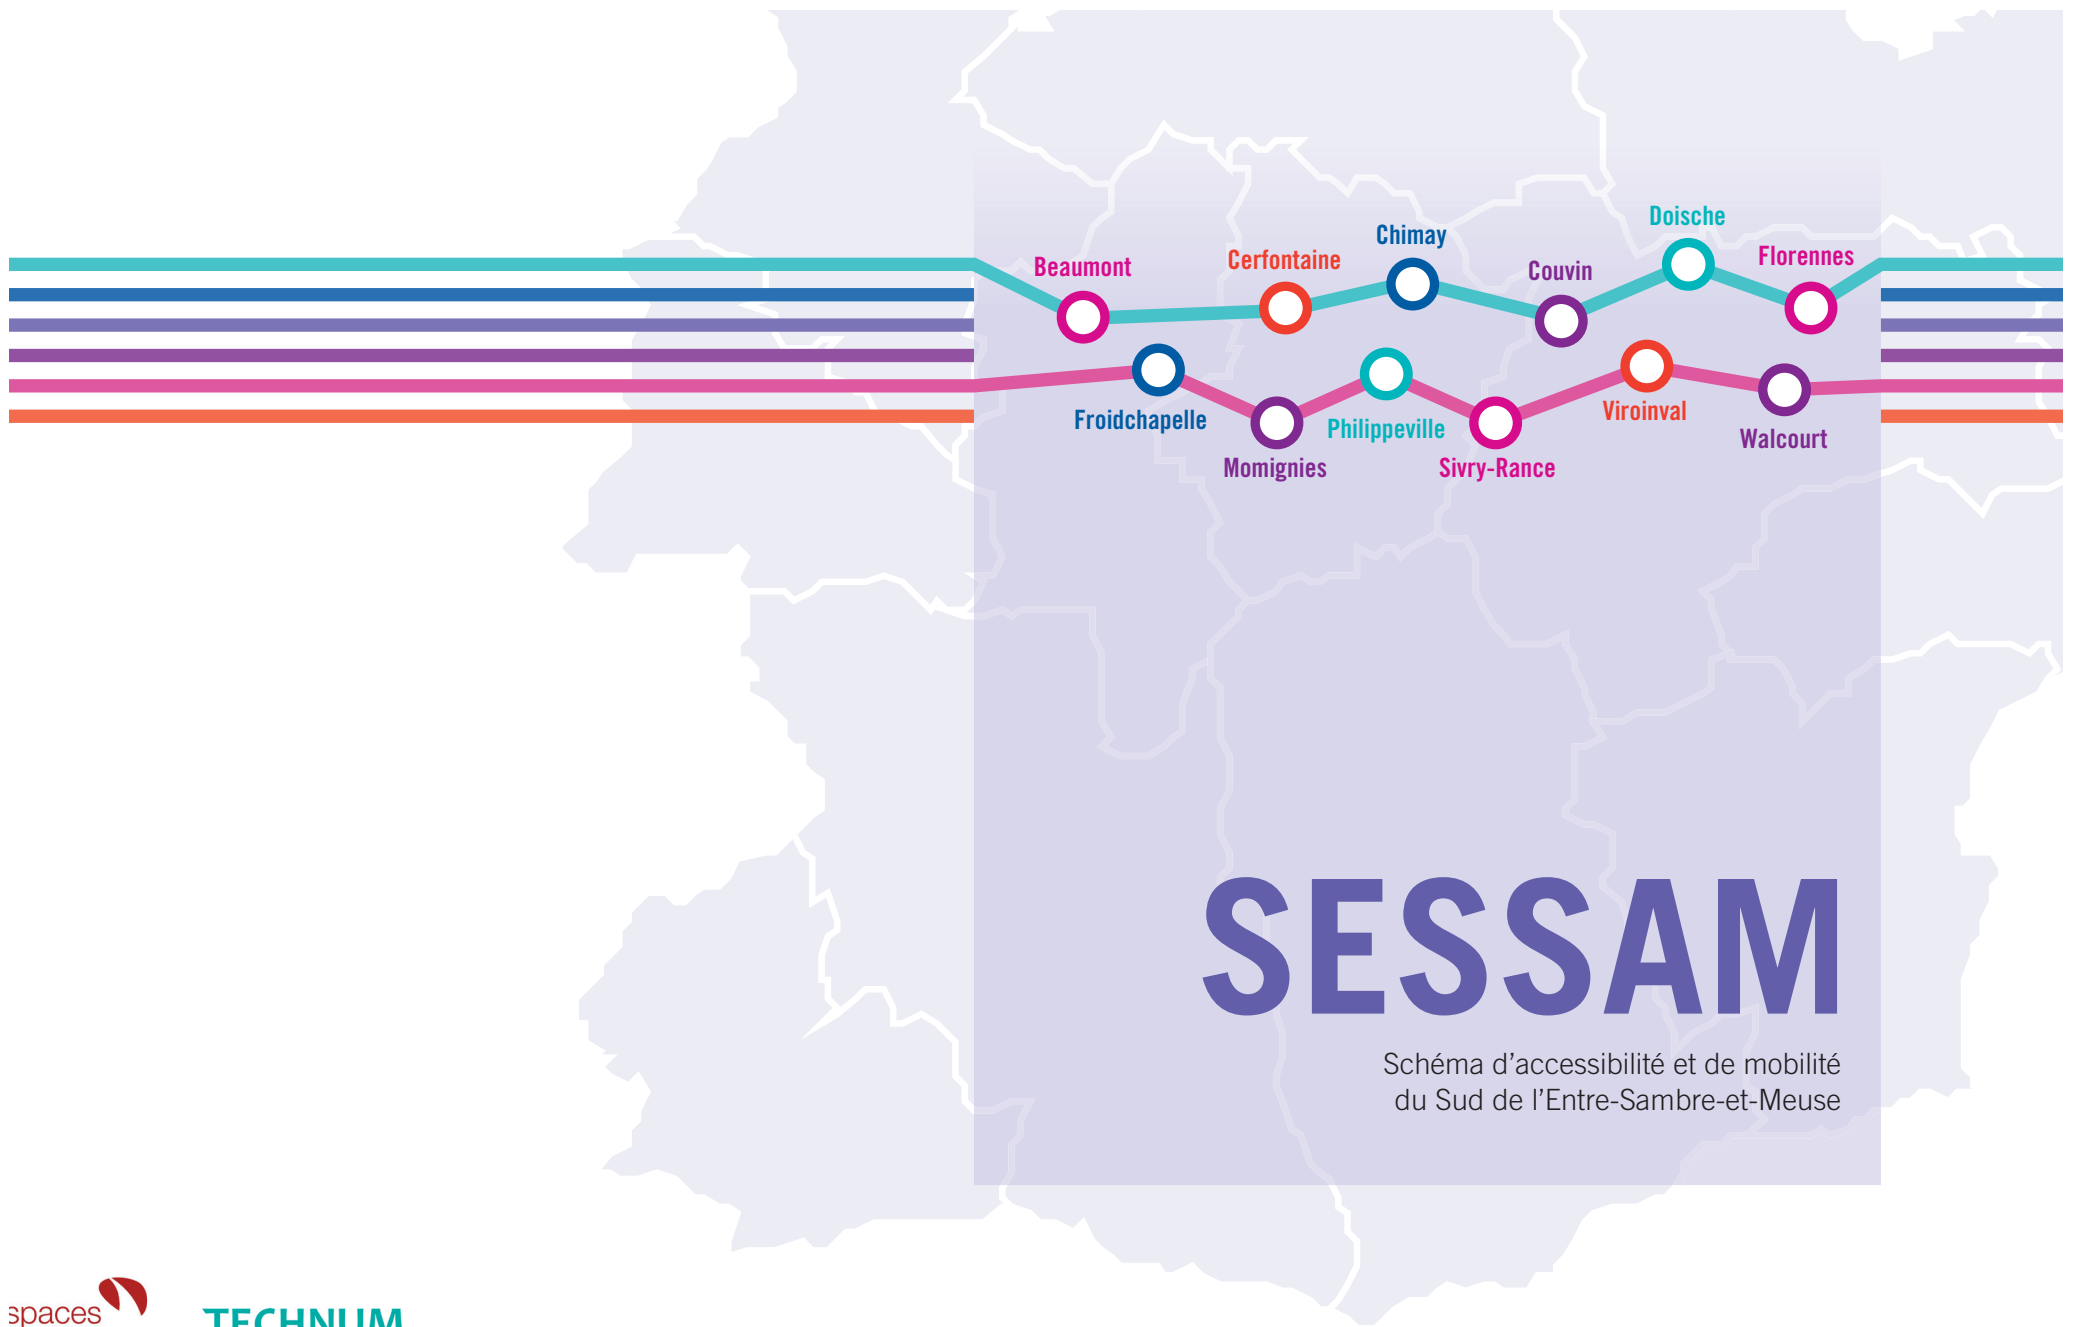 Beaumont
Cerfontaine
Chimay
Couvin
Doische
Florennes
Froidchapelle
Momignies
Philippeville
Sivry-Rance
Viroinval
Walcourt
SESSAM
Schéma d’accessibilité et de mobilité
du Sud de l’Entre-Sambre-et-Meuse
spaces
TECHNUM